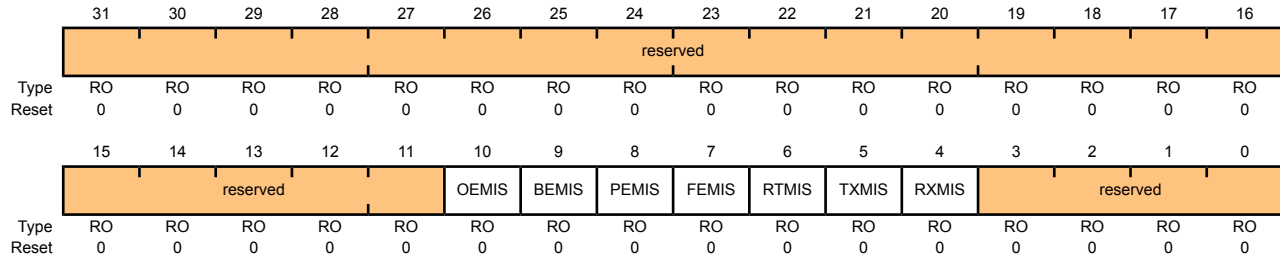 31 30 29 28 27 26 25 24 23 22 21 20 19 18 17 16
reserved
Type RO RO RO RO RO RO RO RO RO RO RO RO RO RO RO RO
Reset 0 0 0 0 0 0 0 0 0 0 0 0 0 0 0 0
15 14 13 12 11 10 9 8 7 6 5 4 3 2 1 0
reserved OEMIS BEMIS PEMIS FEMIS RTMIS TXMIS RXMIS reserved
Type RO RO RO RO RO RO RO RO RO RO RO RO RO RO RO RO
Reset 0 0 0 0 0 0 0 0 0 0 0 0 0 0 0 0